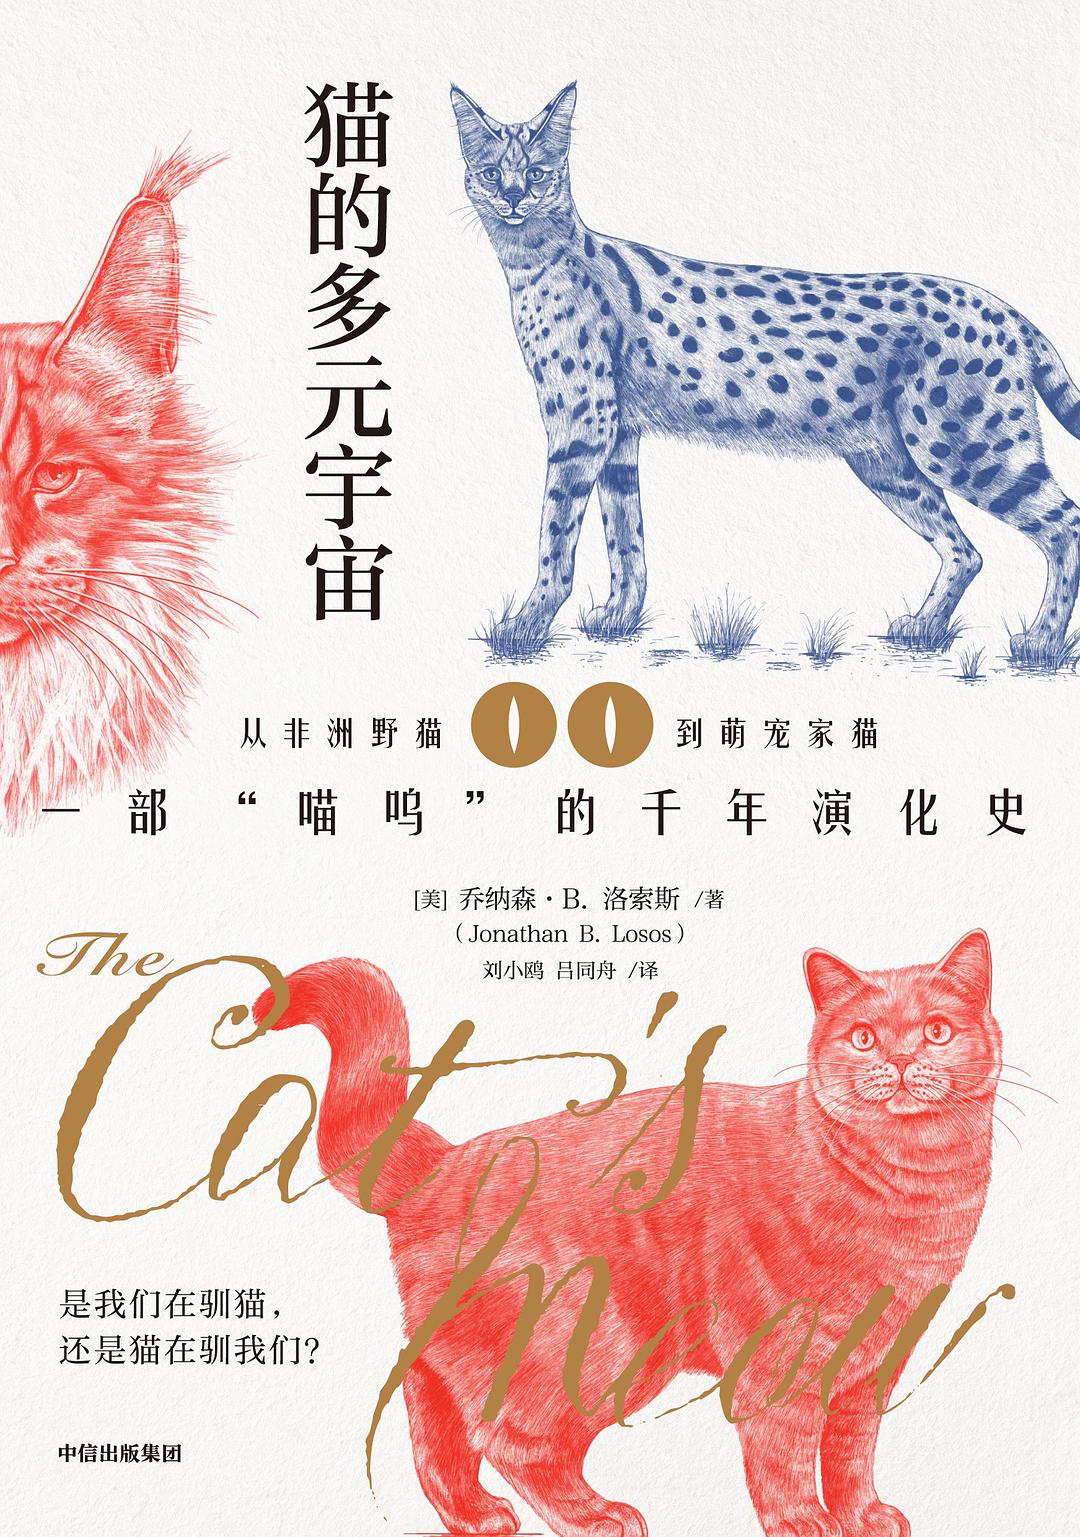 猫的多元宇宙
从非洲野猫 到萌宠家猫
一部“喵呜”的千年演化史
[美] 乔纳森·B. 洛索斯 /著
（Jonathan B. Losos）
刘小鸥 吕同舟 /译
The
Cat's
Meow
是我们在驯猫，
还是猫在驯我们？
中信出版集团